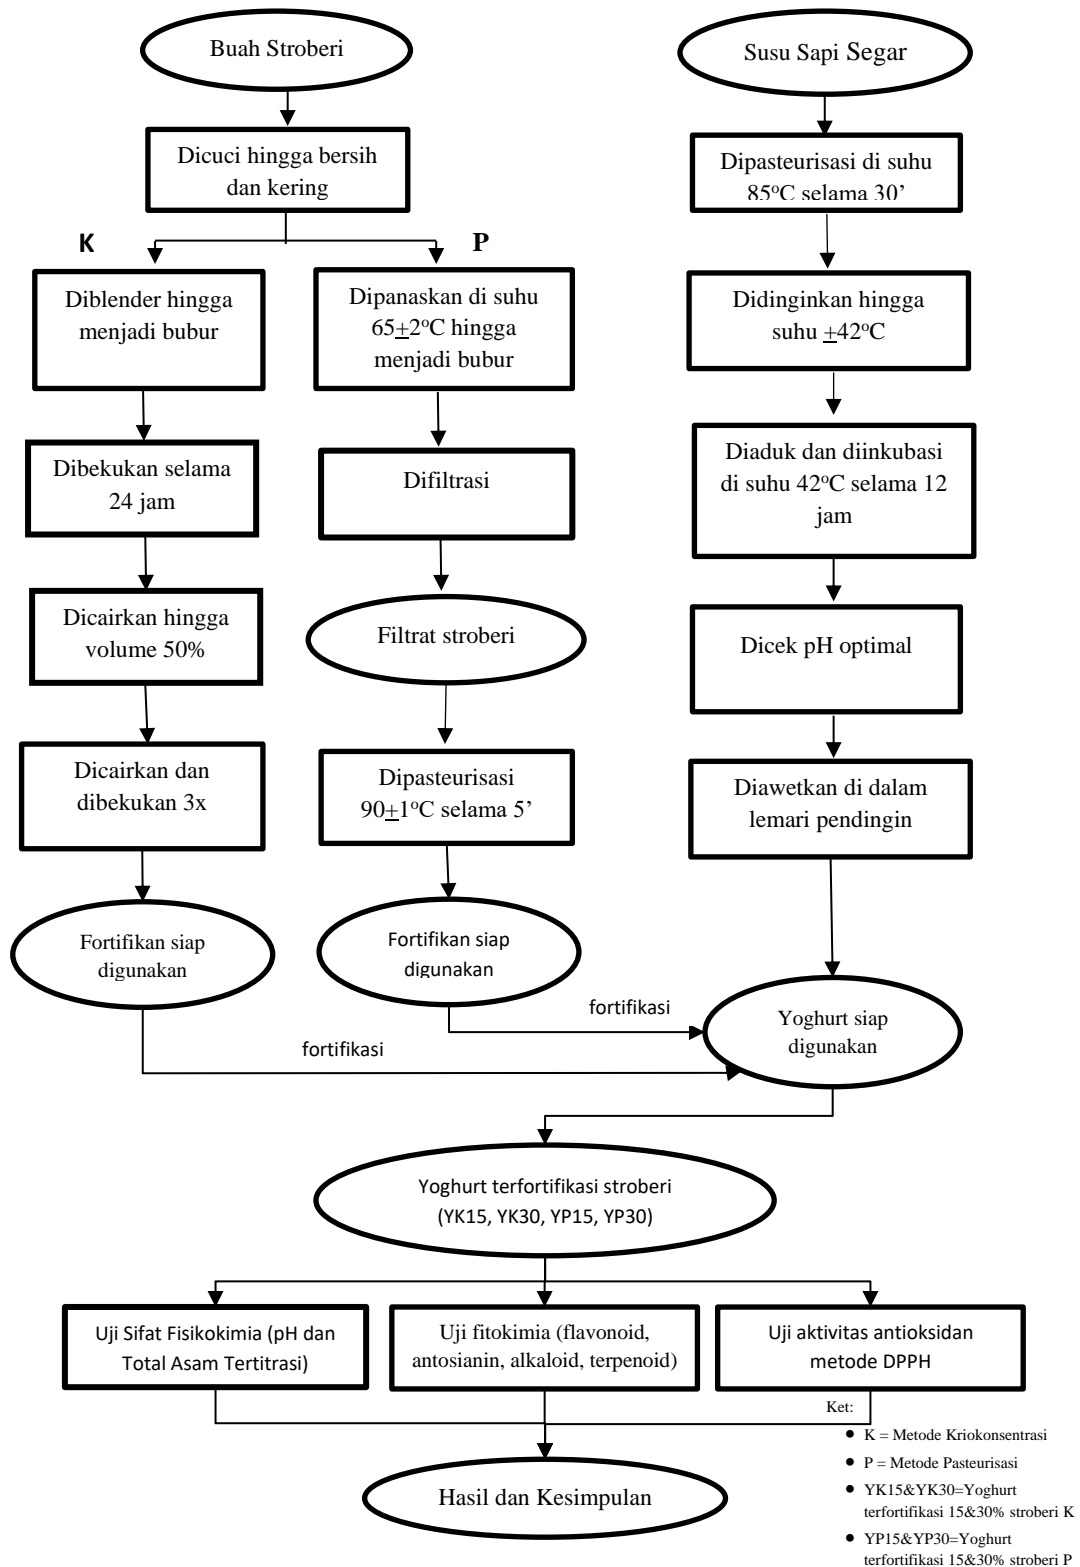 Buah Stroberi
Susu Sapi Segar
Dicuci hingga bersih
dan kering
Dipasteurisasi di suhu
85°C selama 30’
K
P
Diblender hingga
menjadi bubur
Dipanaskan di suhu
65±2°C hingga
menjadi bubur
Didinginkan hingga
suhu ±42°C
Dibekukan selama
24 jam
Difiltrasi
Diaduk dan diinkubasi
di suhu 42°C selama 12
jam
Dicairkan hingga
volume 50%
Filtrat stroberi
Dicek pH optimal
Dicairkan dan
dibekukan 3x
Dipasteurisasi
90±1°C selama 5’
Diawetkan di dalam
lemari pendingin
Fortifikan siap
digunakan
Fortifikan siap
digunakan
fortifikasi
fortifikasi
Yoghurt siap
digunakan
Yoghurt terfortifikasi stroberi
(YK15, YK30, YP15, YP30)
Uji Sifat Fisikokimia (pH dan
Total Asam Tertitrasi)
Uji fitokimia (flavonoid,
antosianin, alkaloid, terpenoid)
Uji aktivitas antioksidan
metode DPPH
Hasil dan Kesimpulan
Ket:
● K = Metode Kriokonsentrasi
● P = Metode Pasteurisasi
● YK15&YK30=Yoghurt
terfortifikasi 15&30% stroberi K
● YP15&YP30=Yoghurt
terfortifikasi 15&30% stroberi P